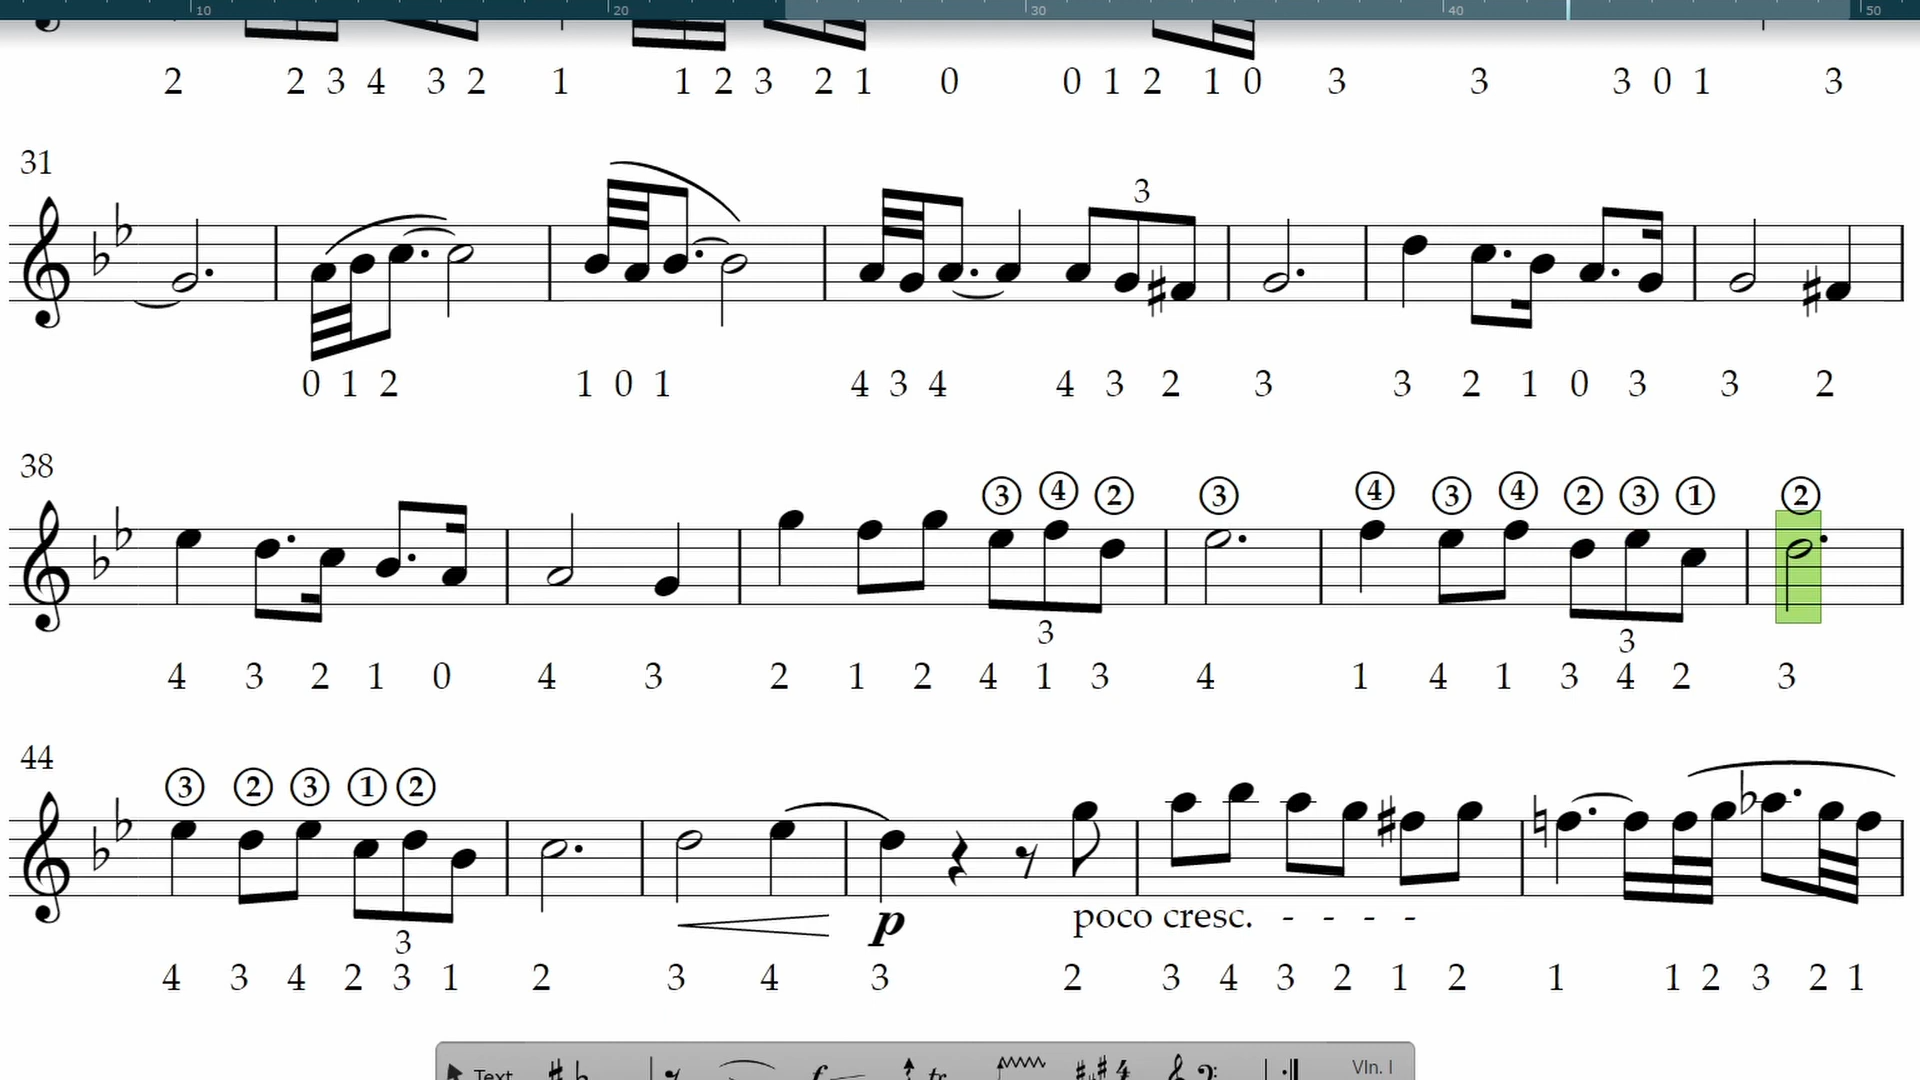 10 20 30 40 50
2 2 3 4 3 2 1 1 2 3 2 1 0 0 1 2 1 0 3 3 3 0 1 3
31
3
0 1 2 1 0 1 4 3 4 4 3 2 3 3 2 1 0 3 3 2
38
3 4 2 3 4 3 4 2 3 1 2
3 3
4 3 2 1 0 4 3 2 1 2 4 1 3 4 1 4 1 3 4 2 3
44
3 2 3 1 2
p poco cresc. - - - -
3
4 3 4 2 3 1 2 3 4 3 2 3 4 3 2 1 2 1 1 2 3 2 1
Text f tr Vln. I